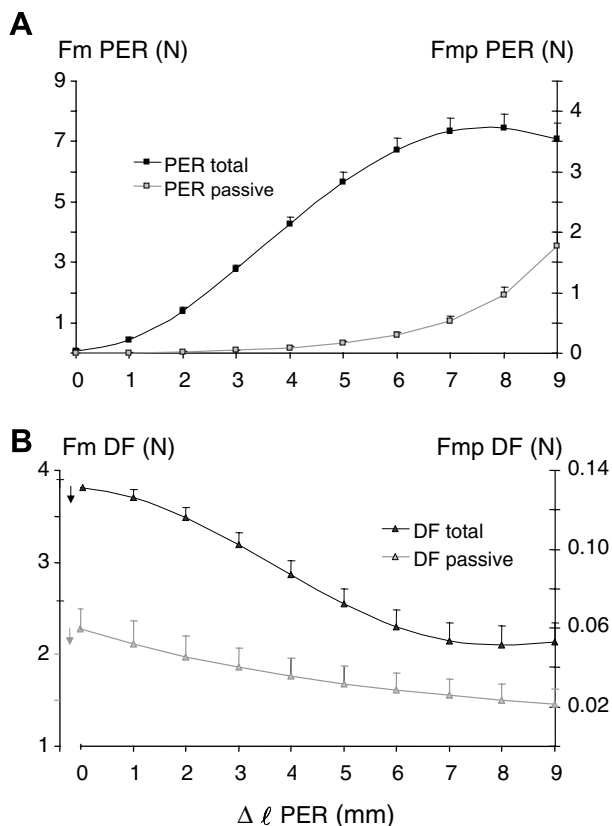 A
Fm PER (N)
Fmp PER (N)
9
7
5
3
1
4
3
2
1
0
PER total
PER passive
0 1 2 3 4 5 6 7 8 9
B
Fm DF (N)
Fmp DF (N)
4
3
2
1
0.14
0.10
0.06
0.02
DF total
DF passive
0 1 2 3 4 5 6 7 8 9
Δ ℓ PER (mm)